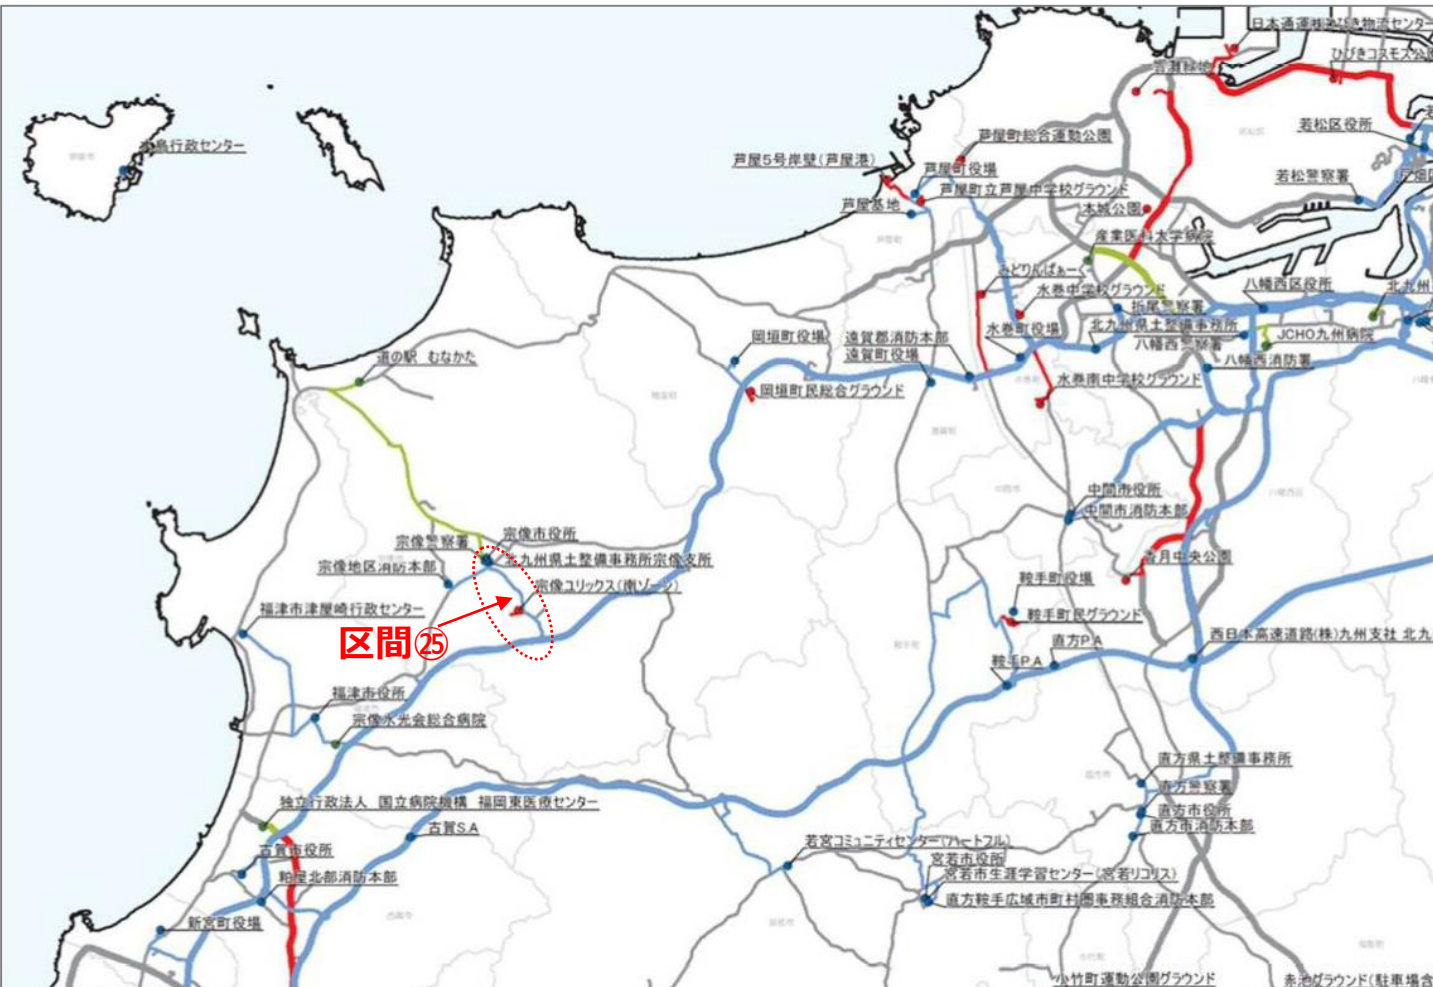 日本通運㈱ひびき物流センター
ひびきコスモス公園
若松区役所
芦屋町総合運動公園
島行政センター
芦屋5号岸壁(芦屋港)
芦屋町役場
若松警察署
芦屋町立芦屋中学校グラウンド
芦屋基地
本城公園
産業医科大学病院
みどりんぱぁーく
水巻中学校グラウンド
八幡西区役所
折尾警察署
北九州
水巻町役場
北九州県土整備事務所
岡垣町役場
遠賀郡消防本部
八幡西警察署
JCHO九州病院
遠賀町役場
八幡西消防署
道の駅 むなかた
水巻南中学校グラウンド
岡垣町民総合グラウンド
中間市役所
中間市消防本部
宗像市役所
宗像警察署
北九州県土整備事務所宗像支所
香月中央公園
宗像地区消防本部
宗像ユリックス(南ゾーン)
鞍手町役場
福津市津屋崎行政センター
鞍手町民グラウンド
区間㉕
直方P.A
西日本高速道路(株)九州支社 北九
鞍手P.A
福津市役所
宗像水光会総合病院
直方県土整備事務所
直方警察署
独立行政法人 国立病院機構 福岡東医療センター
直方市役所
古賀S.A
直方市消防本部
若宮コミュニティセンター(ハートフル)
古賀市役所
宮若市役所
宮若市生涯学習センター(宮若リコリス)
粕屋北部消防本部
直方鞍手広域市町村圏事務組合消防本部
新宮町役場
小竹町運動公園グラウンド
赤池グラウンド(駐車場含